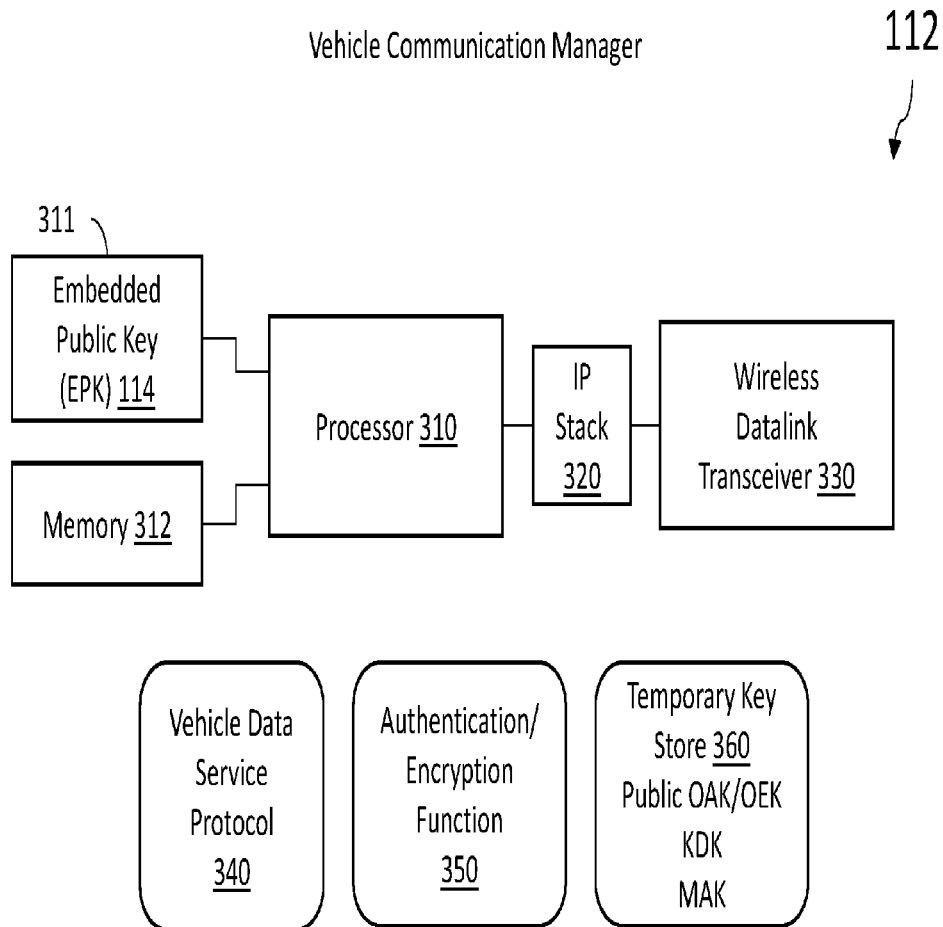 Vehicle Communication Manager
112
311
Embedded
Public Key
(EPK) 114
Memory 312
Processor 310
IP
Stack
320
Wireless
Datalink
Transceiver 330
Vehicle Data
Service
Protocol
340
Authentication/
Encryption
Function
350
Temporary Key
Store 360
Public OAK/OEK
KDK
MAK